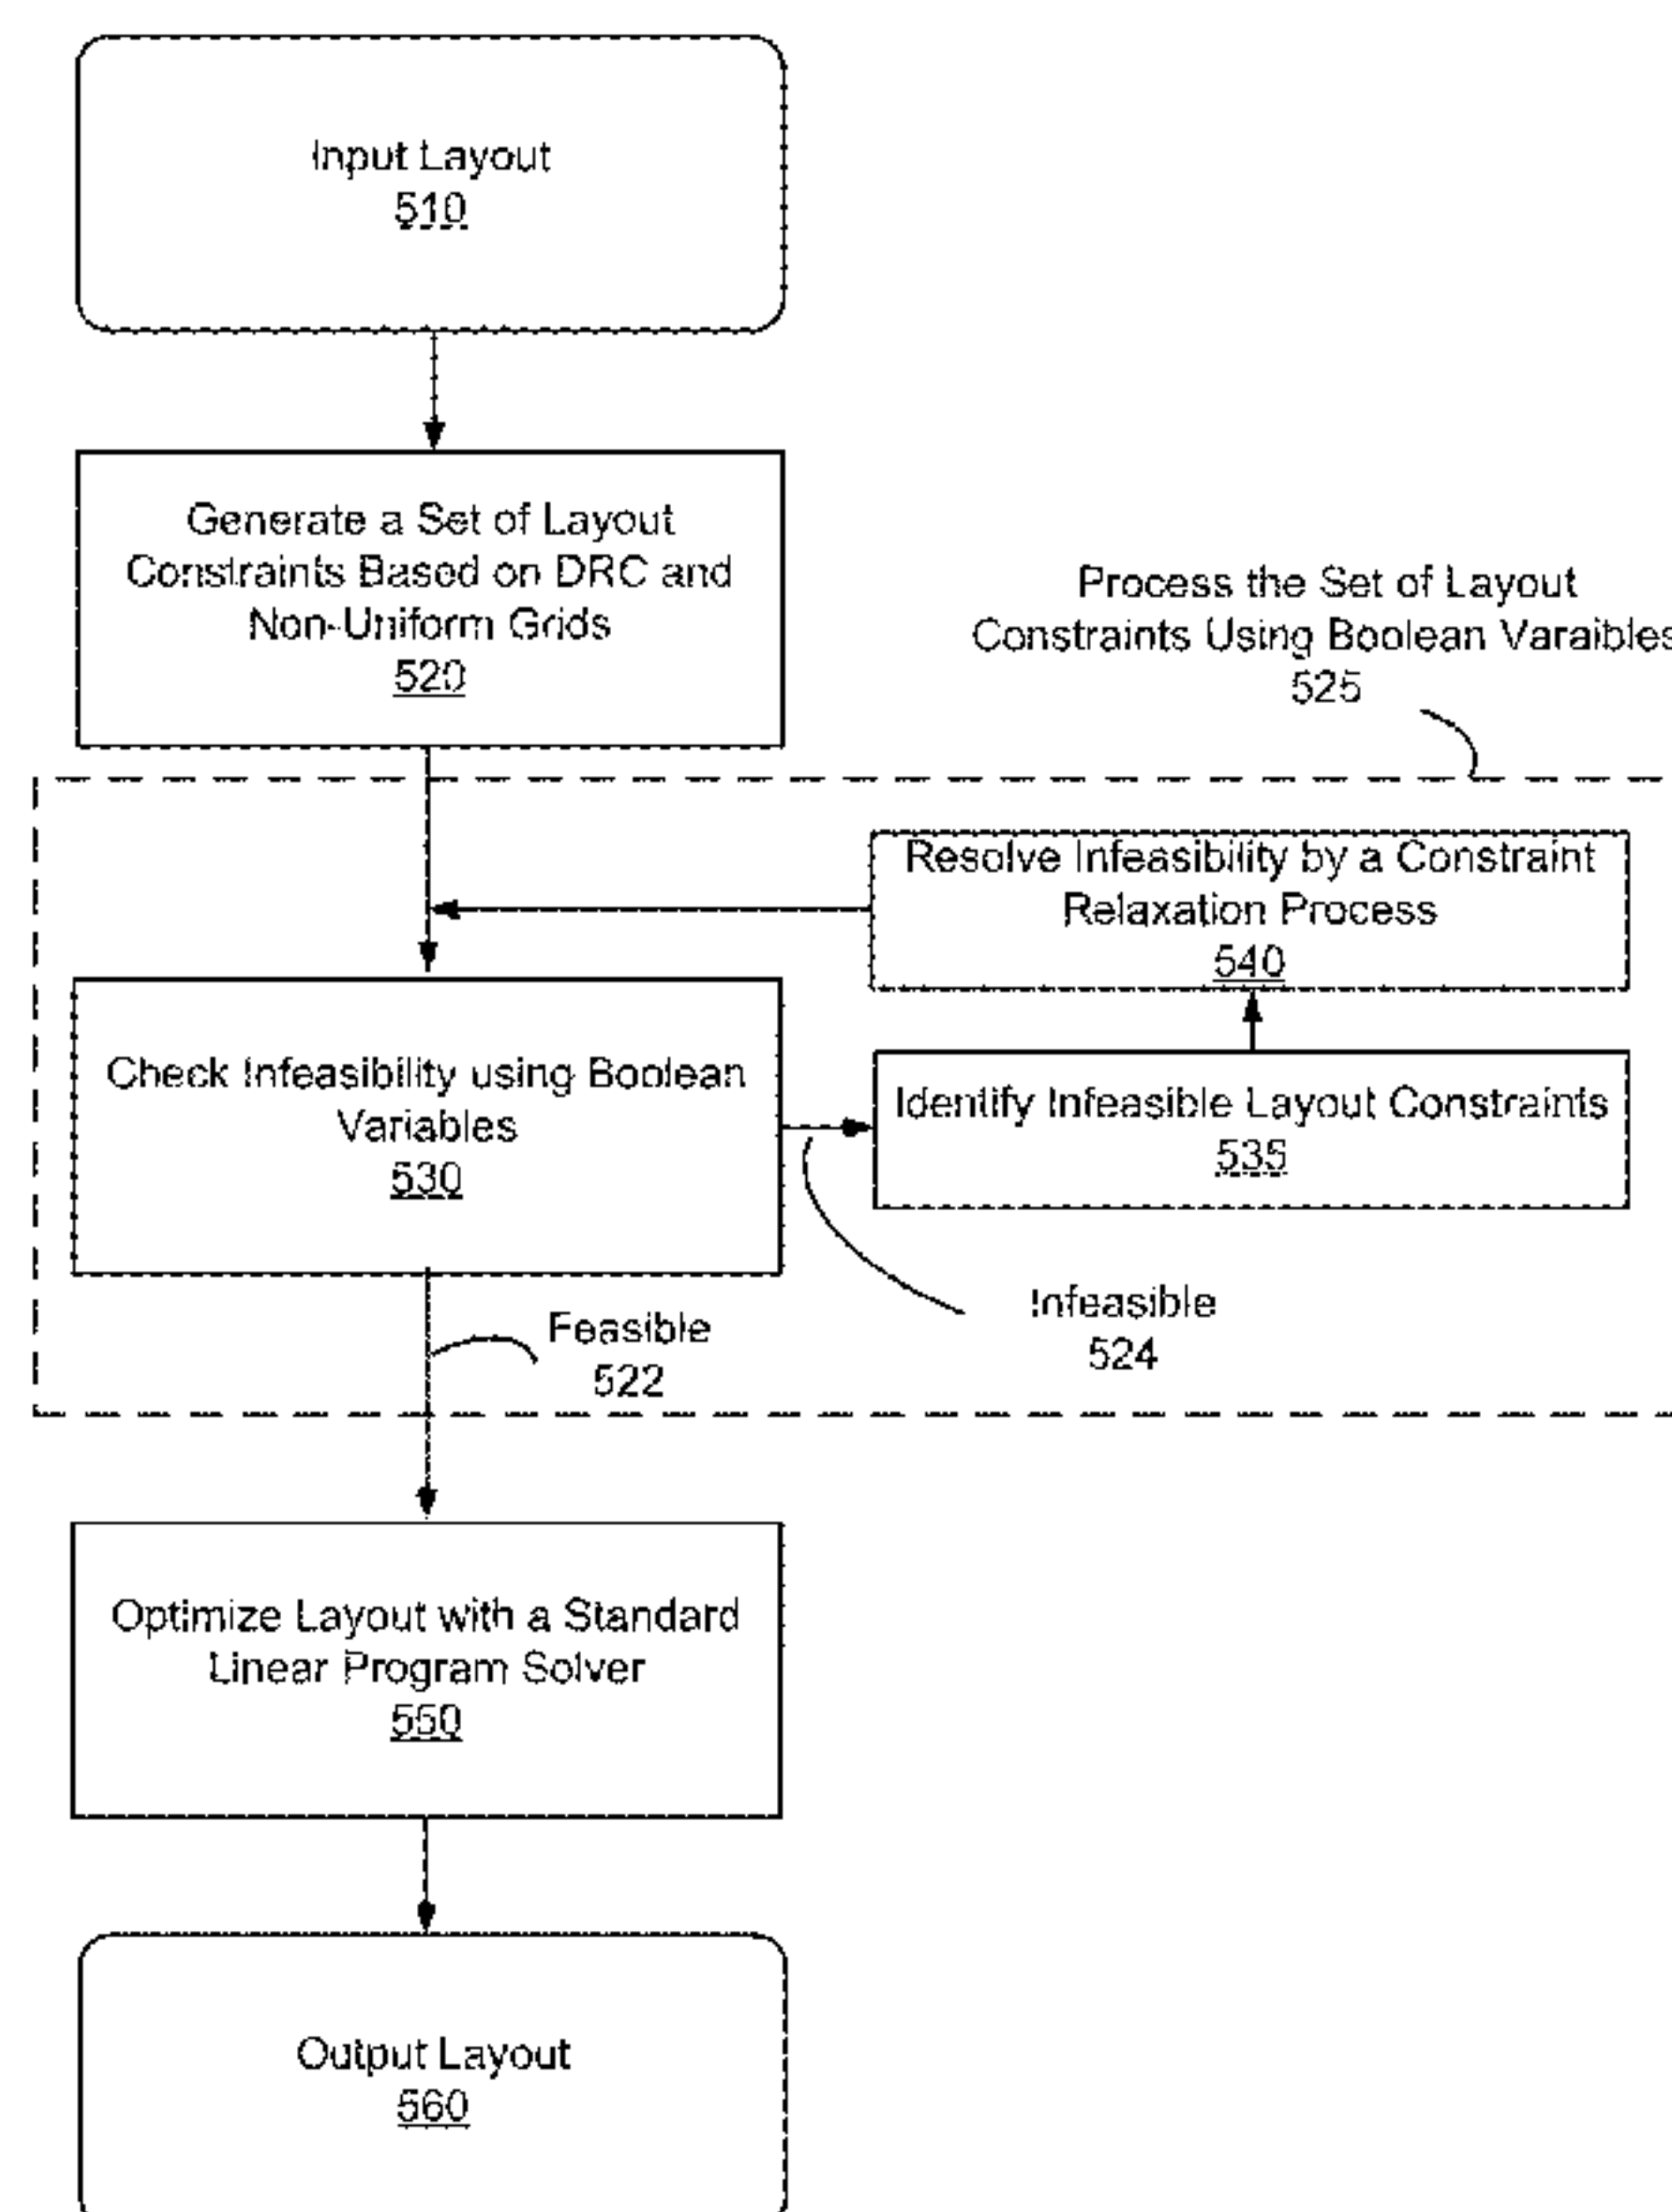 Input Layout
510
Generate a Set of Layout
Constraints Based on DRC and
Non-Uniform Grids
520
Process the Set of Layout
Constraints Using Boolean Varaibles
525
Resolve Infeasibility by a Constraint
Relaxation Process
540
Check Infeasibility using Boolean
Variables
530
Identify Infeasible Layout Constraints
535
Infeasible
524
Feasible
522
Optimize Layout with a Standard
Linear Program Solver
550
Output Layout
560